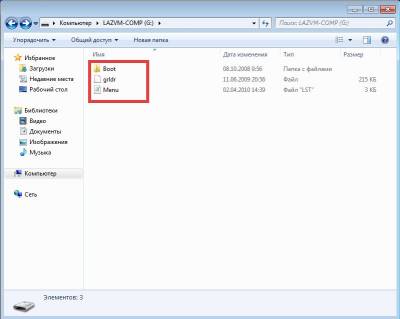 Компьютер ▸ LAZVM-COMP (G:) ▸
Поиск: LAZVM-COMP (G:)
Упорядочить Общий доступ Новая папка
Имя Дата изменения Тип Размер
Избранное
Загрузки
Недавние места
Рабочий стол
Библиотеки
Видео
Документы
Изображения
Музыка
Компьютер
Сеть
Boot 08.10.2008 9:56 Папка с файлами
grldr 11.06.2009 20:56 Файл 215 КБ
Menu 02.04.2010 14:39 Файл "LST" 3 КБ
Элементов: 3